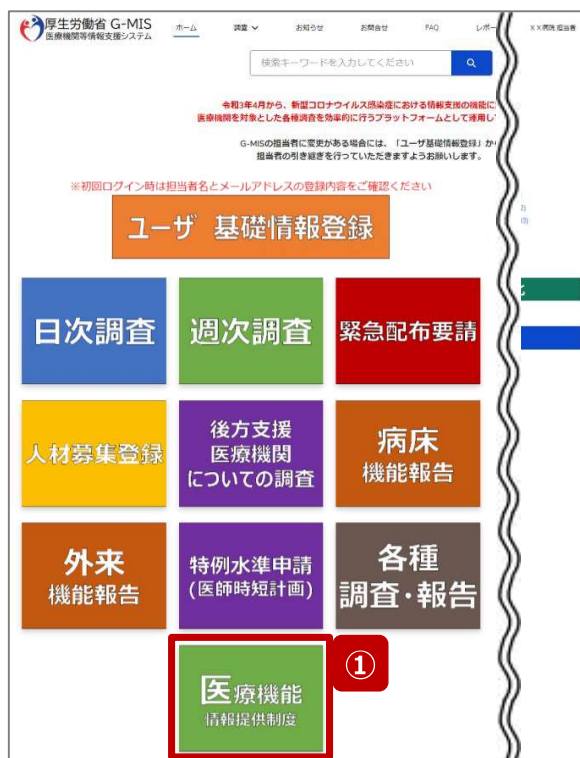 厚生労働省 G-MIS
医療機関等情報支援システム
ホーム 調査 お知らせ お問合せ FAQ レポー
XX病院 担当者
検索キーワードを入力してください
令和3年4月から、新型コロナウイルス感染症における情報支援の機能に
医療機関を対象とした各種調査を効率的に行うプラットフォームとして運用し
G-MISの担当者に変更がある場合には、「ユーザ基礎情報登録」か
担当者の引き継ぎを行っていただきますようお願いします。
※初回ログイン時は担当者名とメールアドレスの登録内容をご確認ください
ユーザ 基礎情報登録
日次調査
週次調査
緊急配布要請
人材募集登録
後方支援
医療機関
についての調査
病床
機能報告
外来
機能報告
特例水準申請
(医師時短計画)
各種
調査・報告
医療機能
情報提供制度
①